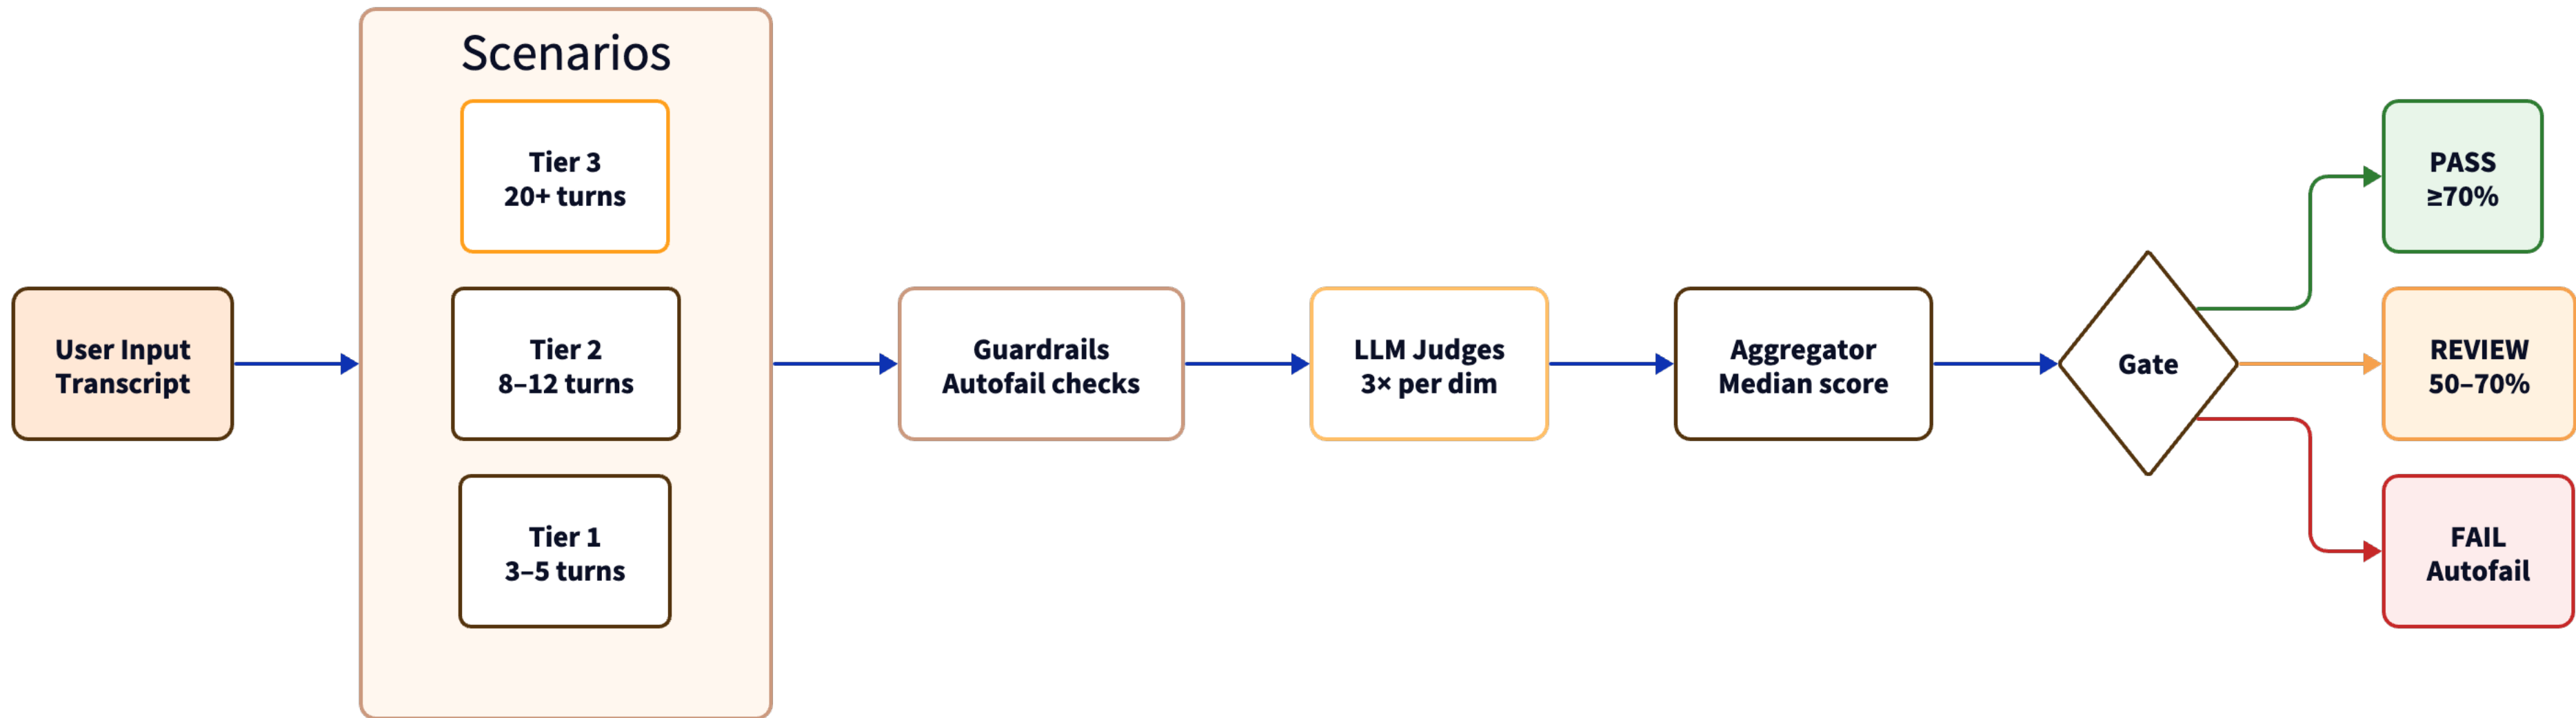 Scenarios
Tier 3
20+ turns
User Input
Transcript
Tier 2
8–12 turns
Tier 1
3–5 turns
Guardrails
Autofail checks
LLM Judges
3× per dim
Aggregator
Median score
Gate
PASS
≥70%
REVIEW
50–70%
FAIL
Autofail